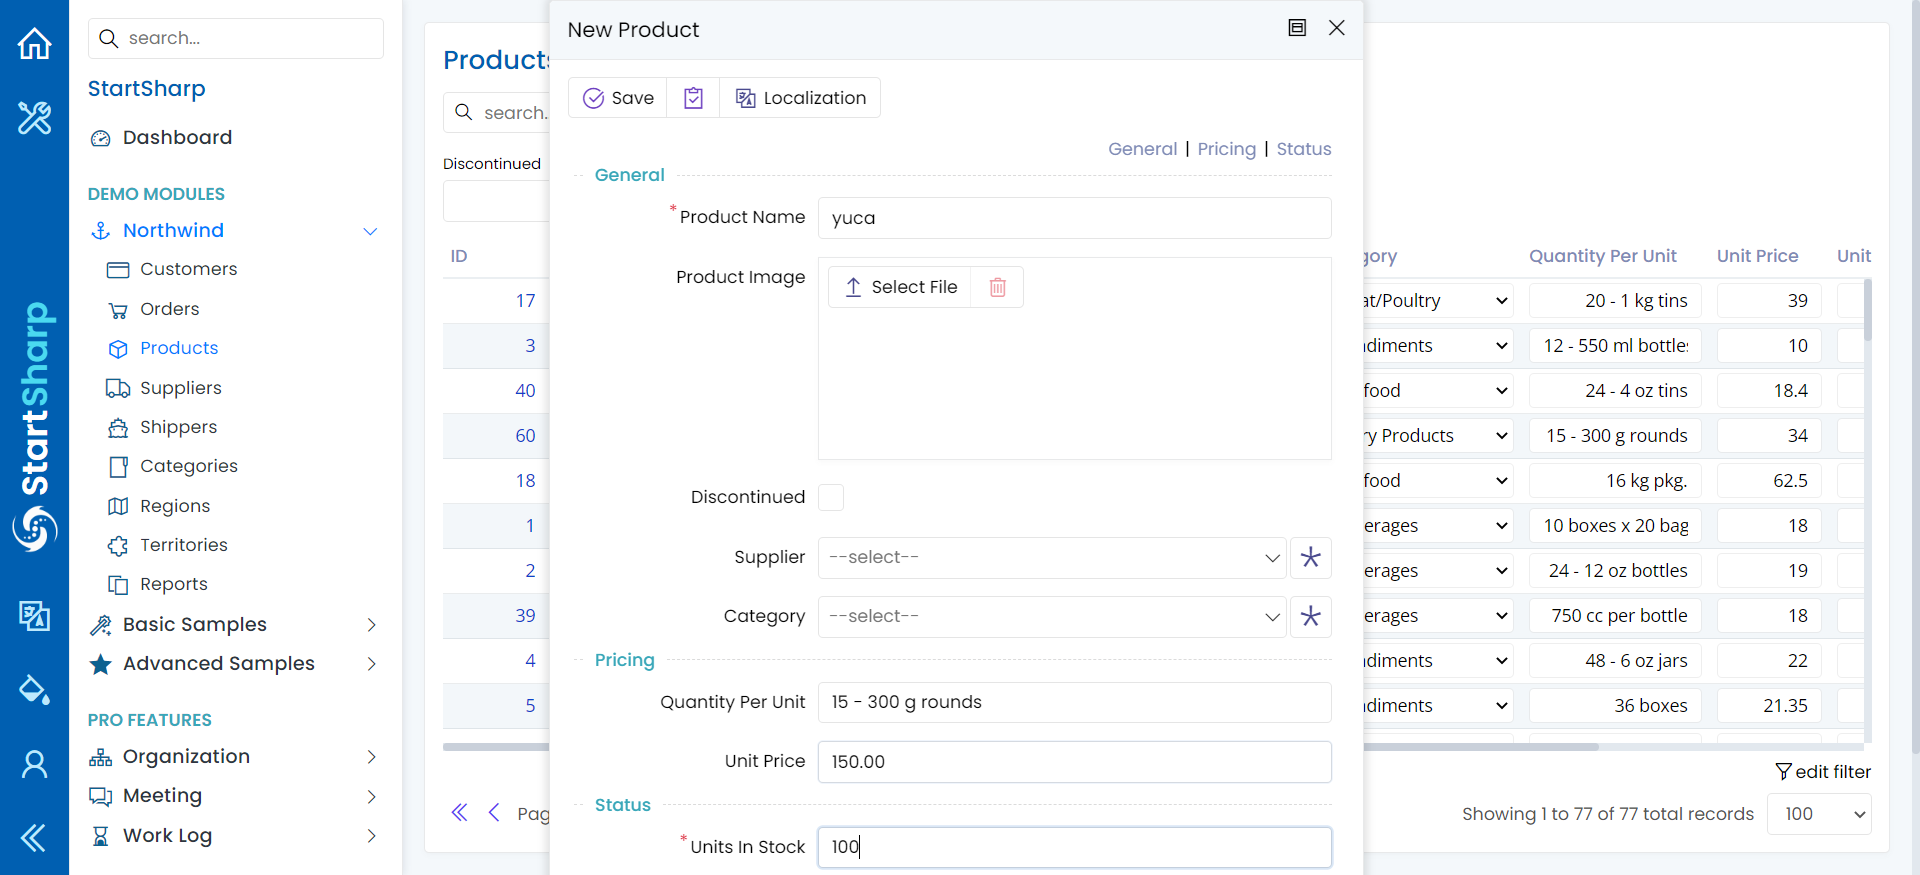 search...
StartSharp
Dashboard
DEMO MODULES
Northwind
Customers
Orders
Products
Suppliers
Shippers
Categories
Regions
Territories
Reports
Basic Samples
Advanced Samples
PRO FEATURES
Organization
Meeting
Work Log
StartSharp
Products
search.
Discontinued
ID
17
3
40
60
18
1
2
39
4
5
Pag
New Product
Save
Localization
General | Pricing | Status
General
* Product Name
yuca
Product Image
Select File
Discontinued
Supplier
--select--
Category
--select--
Pricing
Quantity Per Unit
15 - 300 g rounds
Unit Price
150.00
Status
* Units In Stock
100
gory Quantity Per Unit Unit Price Unit
at/Poultry 20 - 1 kg tins 39
diments 12 - 550 ml bottles 10
food 24 - 4 oz tins 18.4
ry Products 15 - 300 g rounds 34
food 16 kg pkg. 62.5
erages 10 boxes x 20 bag 18
erages 24 - 12 oz bottles 19
erages 750 cc per bottle 18
diments 48 - 6 oz jars 22
diments 36 boxes 21.35
edit filter
Showing 1 to 77 of 77 total records
100